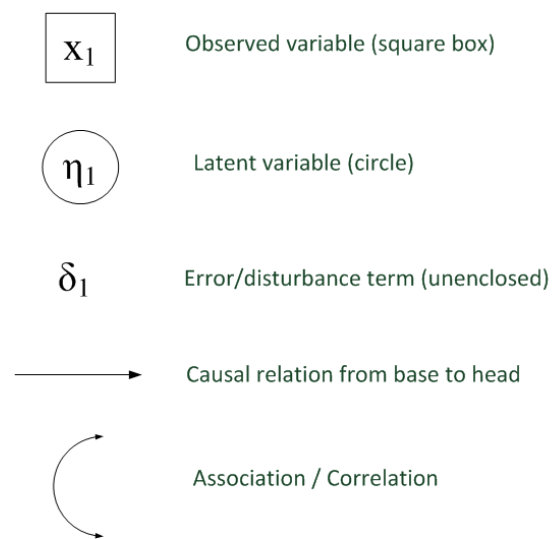 x₁ Observed variable (square box)
η₁ Latent variable (circle)
δ₁ Error/disturbance term (unenclosed)
Causal relation from base to head
Association / Correlation